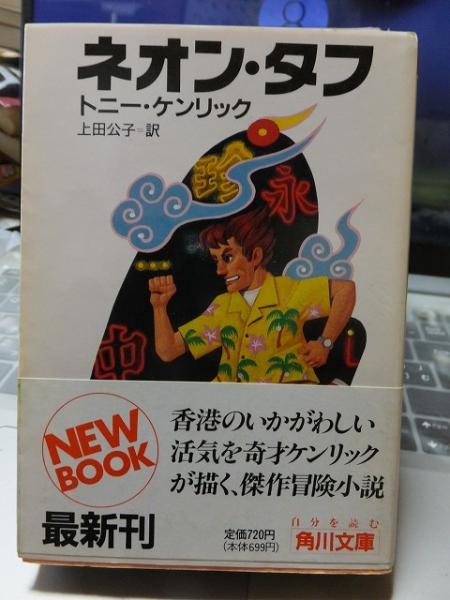 ネオン・タフ
トニー・ケンリック
上田公子=訳
珍
永
中
NEW
BOOK
最新刊
香港のいかがわしい
活気を奇才ケンリック
が描く、傑作冒険小説
定価720円
(本体699円)
自分を読む
角川文庫